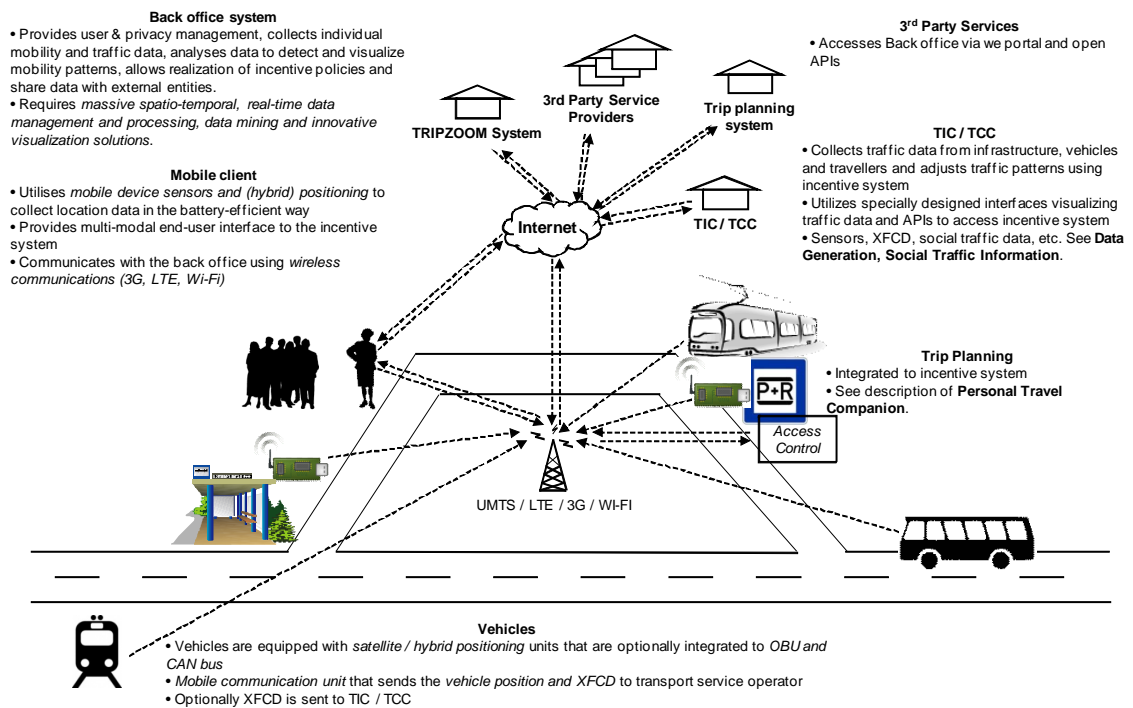 Back office system
• Provides user & privacy management, collects individual
mobility and traffic data, analyses data to detect and visualize
mobility patterns, allows realization of incentive policies and
share data with external entities.
• Requires massive spatio-temporal, real-time data
management and processing, data mining and innovative
visualization solutions.
Mobile client
• Utilises mobile device sensors and (hybrid) positioning to
collect location data in the battery-efficient way
• Provides multi-modal end-user interface to the incentive
system
• Communicates with the back office using wireless
communications (3G, LTE, Wi-Fi)
TRIPZOOM System
3rd Party Service
Providers
Trip planning
system
TIC / TCC
Internet
3rd Party Services
• Accesses Back office via we portal and open
APIs
TIC / TCC
• Collects traffic data from infrastructure, vehicles
and travellers and adjusts traffic patterns using
incentive system
• Utilizes specially designed interfaces visualizing
traffic data and APIs to access incentive system
• Sensors, XFCD, social traffic data, etc. See Data
Generation, Social Traffic Information.
Trip Planning
• Integrated to incentive system
• See description of Personal Travel
Companion.
P+R
Access
Control
UMTS / LTE / 3G / WI-FI
Vehicles
• Vehicles are equipped with satellite / hybrid positioning units that are optionally integrated to OBU and
CAN bus
• Mobile communication unit that sends the vehicle position and XFCD to transport service operator
• Optionally XFCD is sent to TIC / TCC